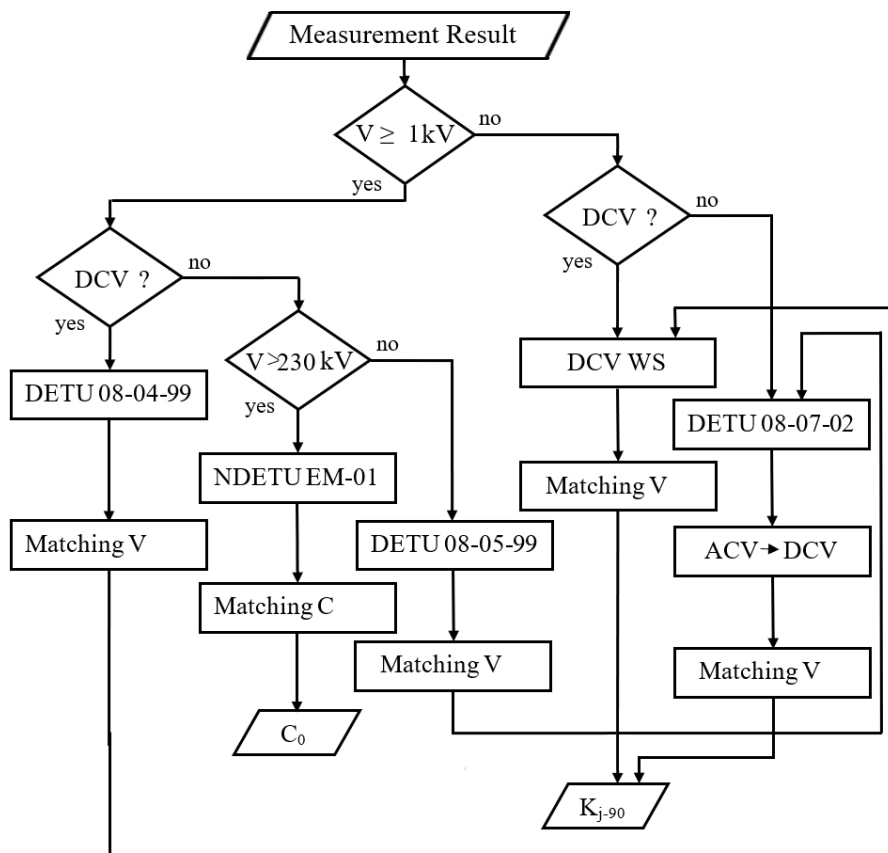 Measurement Result
V ≥ 1kV
no
yes
DCV ?
no
yes
DCV ?
no
yes
V>230 kV
no
yes
DCV WS
DETU 08-04-99
DETU 08-07-02
NDETU EM-01
Matching V
Matching V
DETU 08-05-99
ACV→DCV
Matching C
Matching V
Matching V
C₀
Kj-90